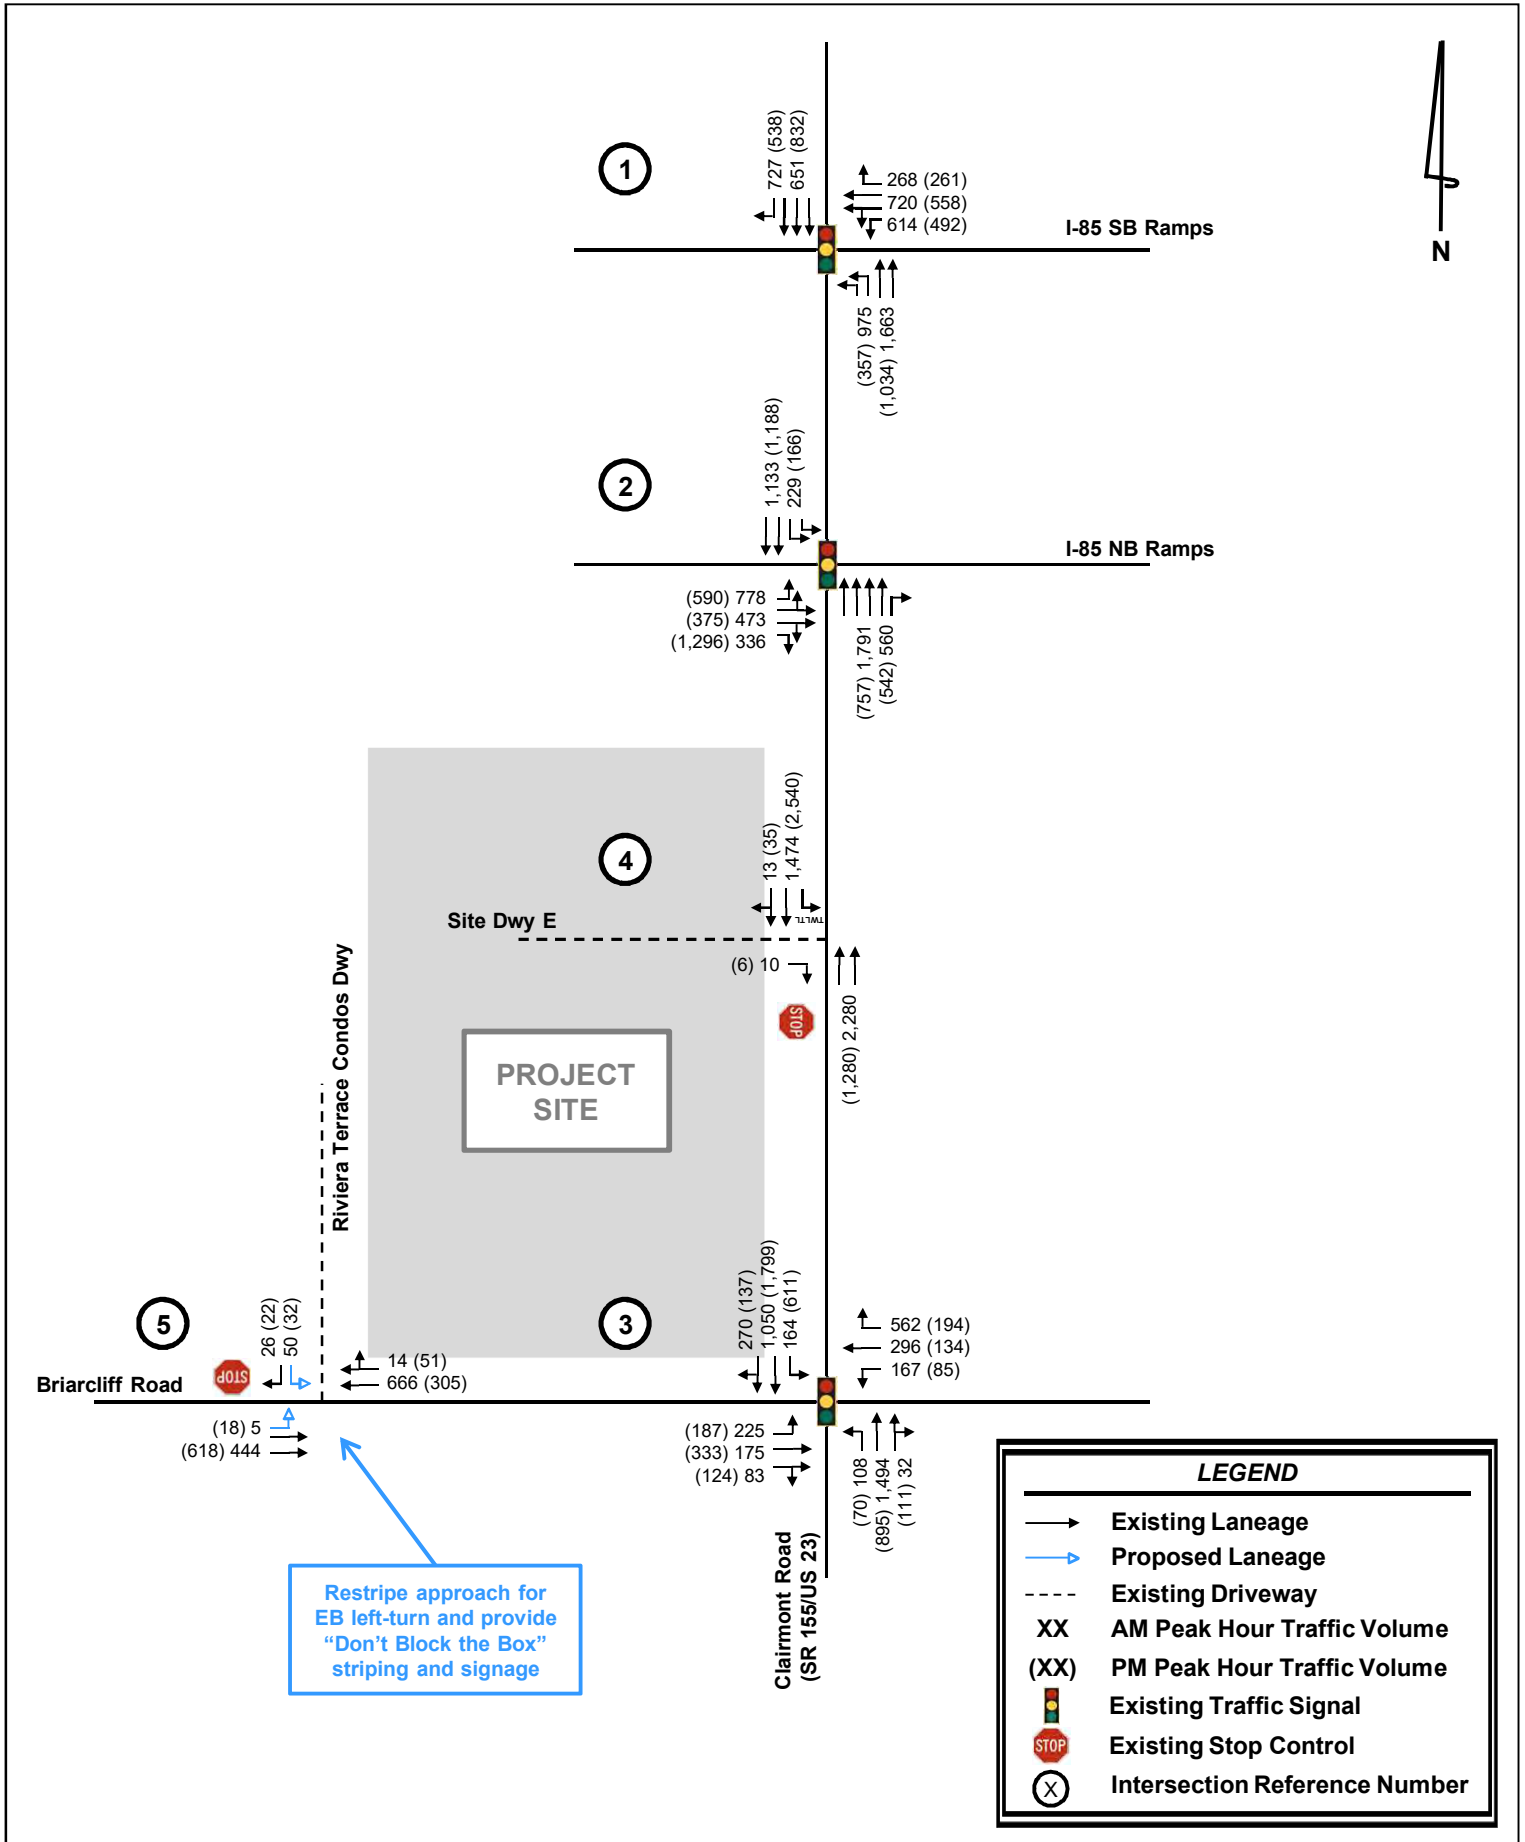 1
727 (538)
651 (832)
268 (261)
720 (558)
614 (492)
I-85 SB Ramps
N
(357) 975
(1,034) 1,663
2
1,133 (1,188)
229 (166)
I-85 NB Ramps
(590) 778
(375) 473
(1,296) 336
(757) 1,791
(542) 560
4
13 (35)
1,474 (2,540)
TWLTL
Site Dwy E
(6) 10
STOP
(1,280) 2,280
Riviera Terrace Condos Dwy
PROJECT
SITE
5
26 (22)
50 (32)
STOP
14 (51)
666 (305)
Briarcliff Road
(18) 5
(618) 444
3
270 (137)
1,050 (1,799)
164 (611)
562 (194)
296 (134)
167 (85)
(187) 225
(333) 175
(124) 83
(70) 108
(895) 1,494
(111) 32
Clairmont Road
(SR 155/US 23)
Restripe approach for
EB left-turn and provide
“Don’t Block the Box”
striping and signage
LEGEND
Existing Laneage
Proposed Laneage
Existing Driveway
XX AM Peak Hour Traffic Volume
(XX) PM Peak Hour Traffic Volume
Existing Traffic Signal
STOP Existing Stop Control
X Intersection Reference Number